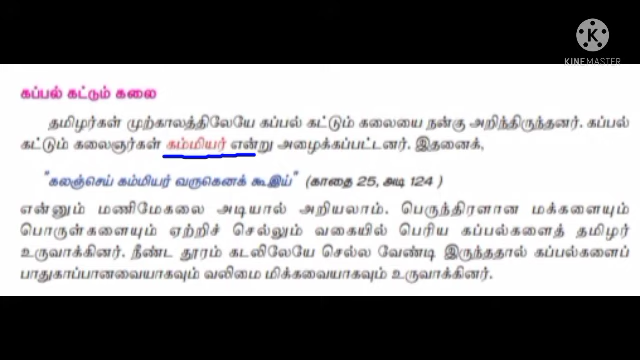 KINEMASTER
கப்பல் கட்டும் கலை
தமிழர்கள் முற்காலத்திலேயே கப்பல் கட்டும் கலையை நன்கு அறிந்திருந்தனர். கப்பல்
கட்டும் கலைஞர்கள் கம்மியர் என்று அழைக்கப்பட்டனர். இதனைக்,
"கலஞ்செய் கம்மியர் வருகெனக் கூஇய்" (காதை 25, அடி 124 )
என்னும் மணிமேகலை அடியால் அறியலாம். பெருந்திரளான மக்களையும்
பொருள்களையும் ஏற்றிச் செல்லும் வகையில் பெரிய கப்பல்களைத் தமிழர்
உருவாக்கினர். நீண்ட தூரம் கடலிலேயே செல்ல வேண்டி இருந்ததால் கப்பல்களைப்
பாதுகாப்பானவையாகவும் வலிமை மிக்கவையாகவும் உருவாக்கினர்.